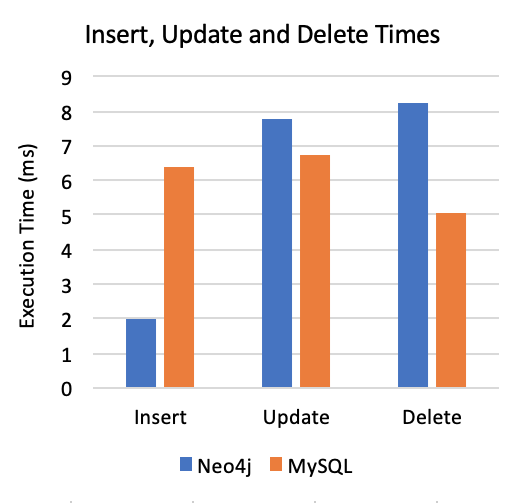 Insert, Update and Delete Times
Execution Time (ms)
9
8
7
6
5
4
3
2
1
0
Insert Update Delete
Neo4j MySQL